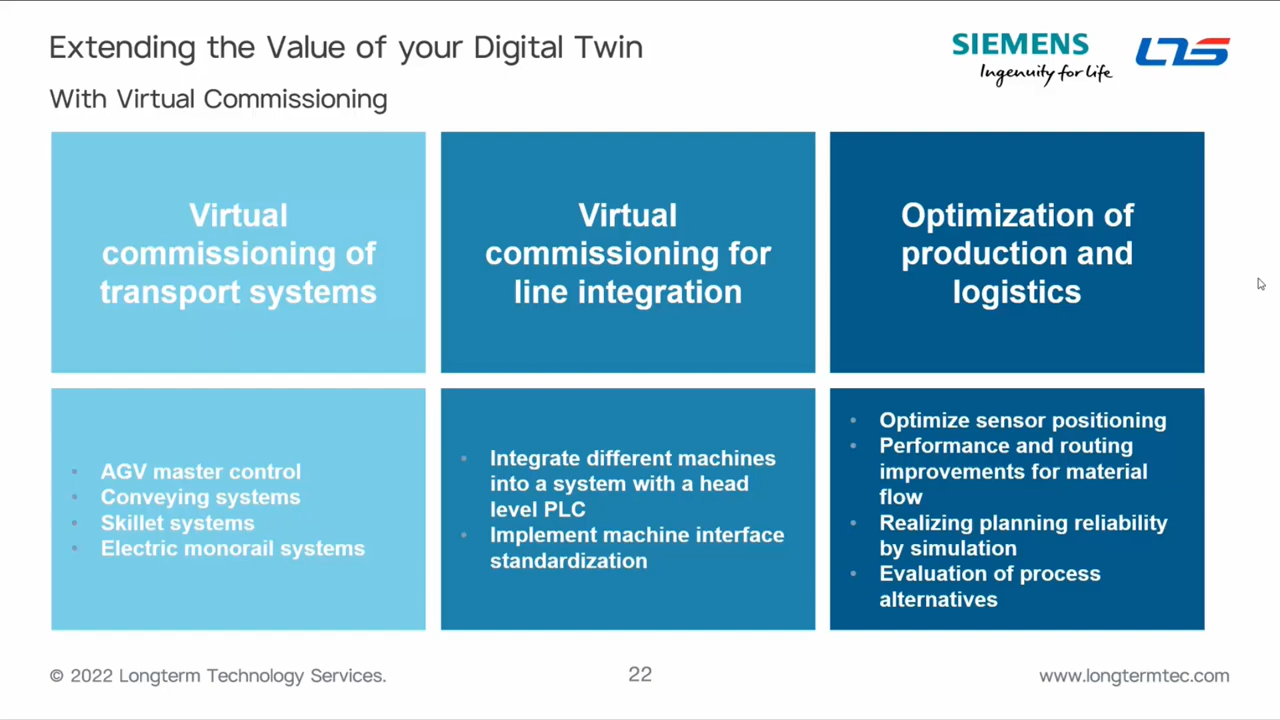 Extending the Value of your Digital Twin
With Virtual Commissioning
SIEMENS
Ingenuity for life
LTS
Virtual
commissioning of
transport systems
Virtual
commissioning for
line integration
Optimization of
production and
logistics
• AGV master control
• Conveying systems
• Skillet systems
• Electric monorail systems
• Integrate different machines
into a system with a head
level PLC
• Implement machine interface
standardization
• Optimize sensor positioning
• Performance and routing
improvements for material
flow
• Realizing planning reliability
by simulation
• Evaluation of process
alternatives
© 2022 Longterm Technology Services.
22
www.longtermtec.com